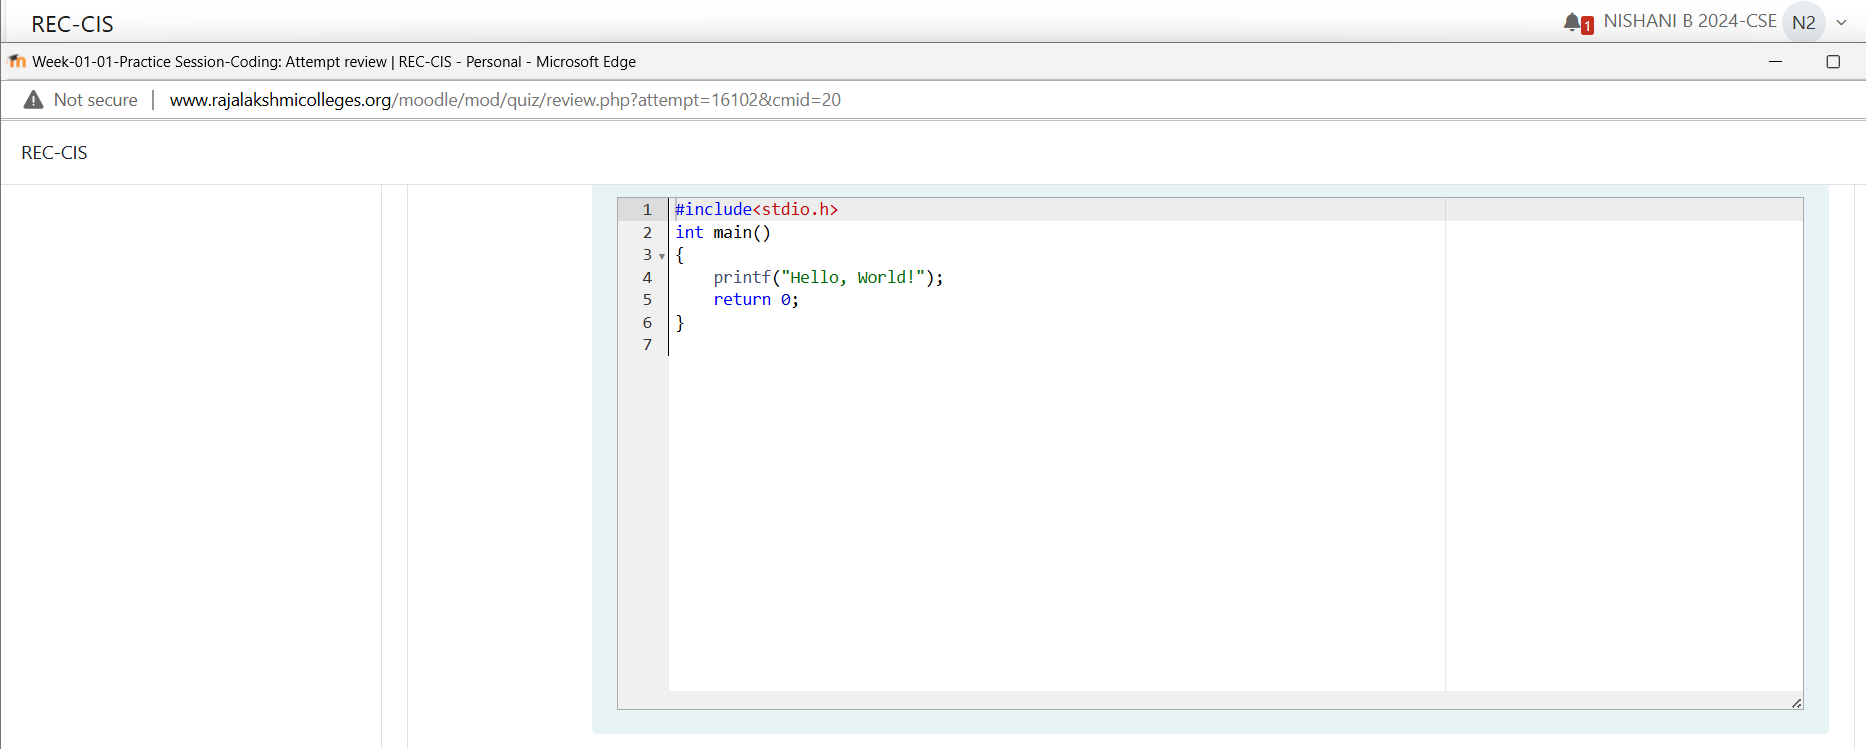 REC-CIS
1 NISHANI B 2024-CSE N2
Week-01-01-Practice Session-Coding: Attempt review | REC-CIS - Personal - Microsoft Edge
Not secure | www.rajalakshmicolleges.org/moodle/mod/quiz/review.php?attempt=16102&cmid=20
REC-CIS
1 #include<stdio.h>
2 int main()
3 {
4     printf("Hello, World!");
5     return 0;
6 }
7